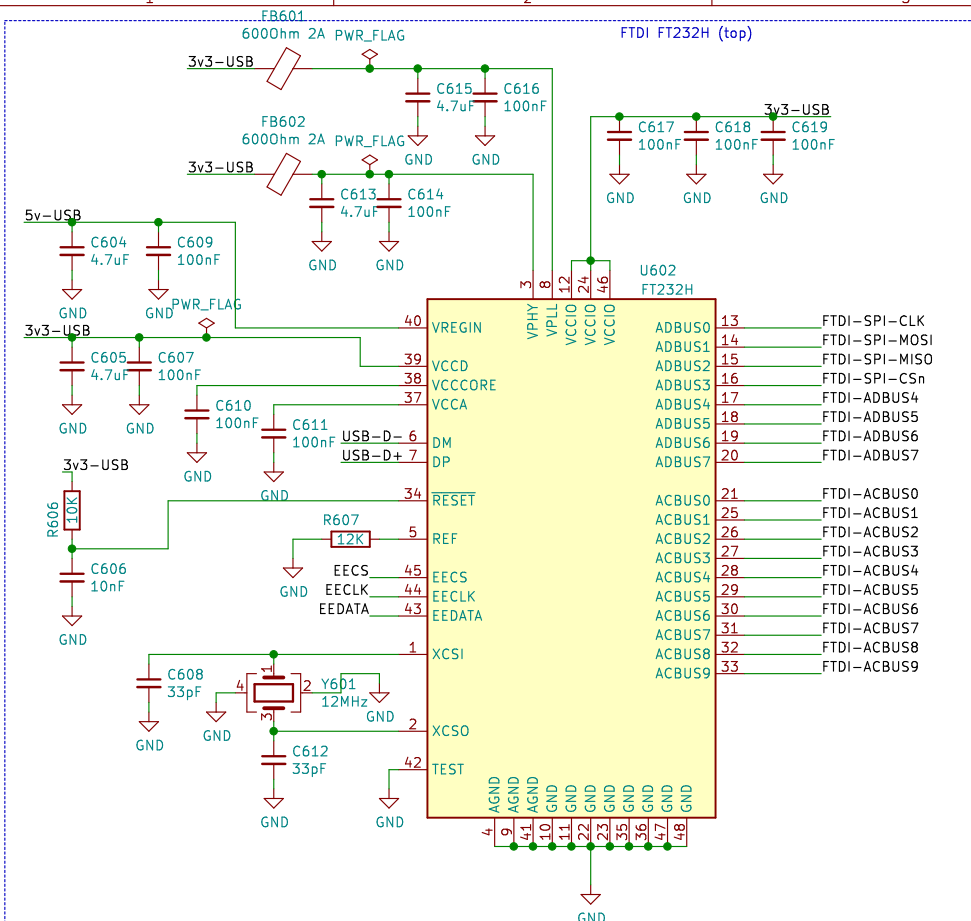 FB601
600Ohm 2A
PWR_FLAG
FTDI FT232H (top)
3v3-USB
C615
4.7uF
C616
100nF
GND
GND
FB602
600Ohm 2A
PWR_FLAG
3v3-USB
C613
4.7uF
C614
100nF
GND
GND
3v3-USB
C617
100nF
C618
100nF
C619
100nF
GND
GND
GND
5v-USB
C604
4.7uF
C609
100nF
GND
GND
PWR_FLAG
3v3-USB
C605
4.7uF
C607
100nF
GND
GND
C610
100nF
GND
C611
100nF
GND
USB-D-
USB-D+
3v3-USB
R606
10K
C606
10nF
GND
R607
12K
GND
EECS
EECLK
EEDATA
C608
33pF
GND
1
4
2
3
Y601
12MHz
GND
GND
C612
33pF
GND
GND
U602
FT232H
3 VPHY
8 VPLL
12 VCCIO
24 VCCIO
46 VCCIO
40 VREGIN
39 VCCD
38 VCCCORE
37 VCCA
6 DM
7 DP
34 RESET
5 REF
45 EECS
44 EECLK
43 EEDATA
1 XCSI
2 XCSO
42 TEST
ADBUS0 13 FTDI-SPI-CLK
ADBUS1 14 FTDI-SPI-MOSI
ADBUS2 15 FTDI-SPI-MISO
ADBUS3 16 FTDI-SPI-CSn
ADBUS4 17 FTDI-ADBUS4
ADBUS5 18 FTDI-ADBUS5
ADBUS6 19 FTDI-ADBUS6
ADBUS7 20 FTDI-ADBUS7
ACBUS0 21 FTDI-ACBUS0
ACBUS1 25 FTDI-ACBUS1
ACBUS2 26 FTDI-ACBUS2
ACBUS3 27 FTDI-ACBUS3
ACBUS4 28 FTDI-ACBUS4
ACBUS5 29 FTDI-ACBUS5
ACBUS6 30 FTDI-ACBUS6
ACBUS7 31 FTDI-ACBUS7
ACBUS8 32 FTDI-ACBUS8
ACBUS9 33 FTDI-ACBUS9
AGND 4
AGND 9
AGND 41
GND 10
GND 11
GND 22
GND 23
GND 35
GND 36
GND 47
GND 48
GND